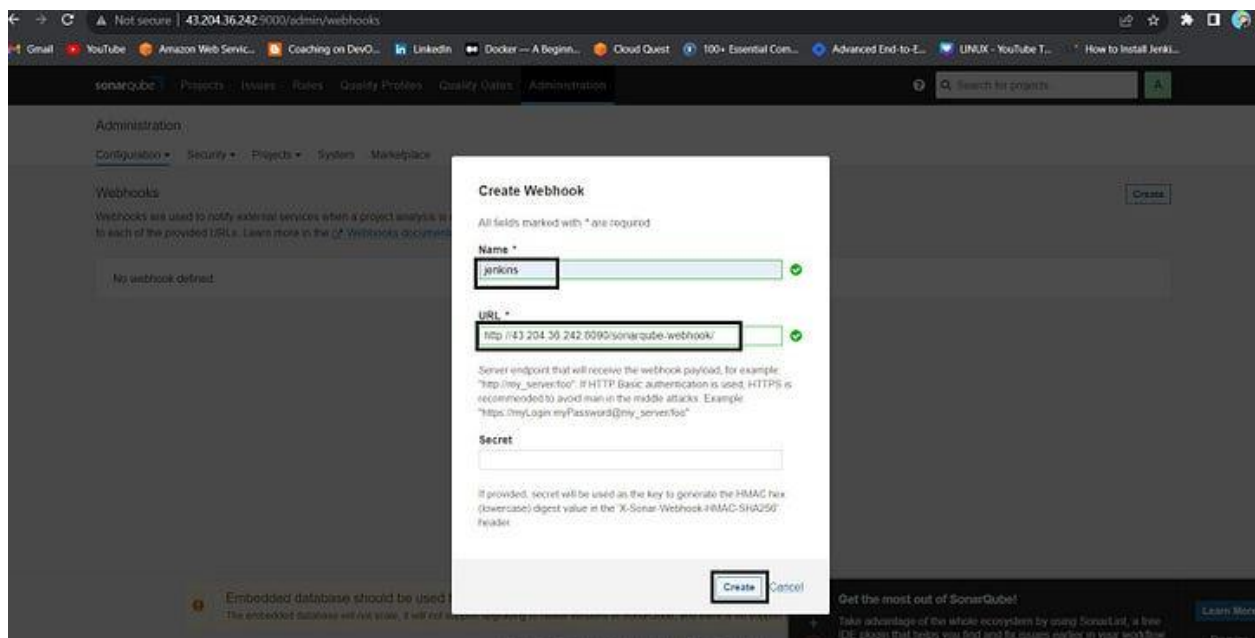 Not secure | 43.204.36.242:9000/admin/webhooks
Gmail YouTube Amazon Web Servic... Coaching on DevO... LinkedIn Docker — A Beginn... Cloud Quest 100+ Essential Com... Advanced End-to-E... LINUX - YouTube T... How to Install Jenki...
sonarqube Projects Issues Rules Quality Profiles Quality Gates Administration Search for projects... A
Administration
Configuration Security Projects System Marketplace
Webhooks
Create
Webhooks are used to notify external services when a project analysis is
to each of the provided URLs. Learn more in the Webhooks
No webhook defined.
Create Webhook
All fields marked with * are required
Name *
jenkins
URL *
http://43.204.36.242:8090/sonarqube-webhook/
Server endpoint that will receive the webhook payload, for example:
"http://my_server/foo". If HTTP Basic authentication is used, HTTPS is
recommended to avoid man in the middle attacks. Example:
"https://myLogin:myPassword@my_server/foo"
Secret
If provided, secret will be used as the key to generate the HMAC hex
(lowercase) digest value in the 'X-Sonar-Webhook-HMAC-SHA256'
header.
Create Cancel
Embedded database should be used
The embedded database will not scale, it will not
Get the most out of SonarQube!
Take advantage of the whole ecosystem by using SonarLint, a free
IDE plugin that helps you find and fix issues earlier in your workflow.
Learn More